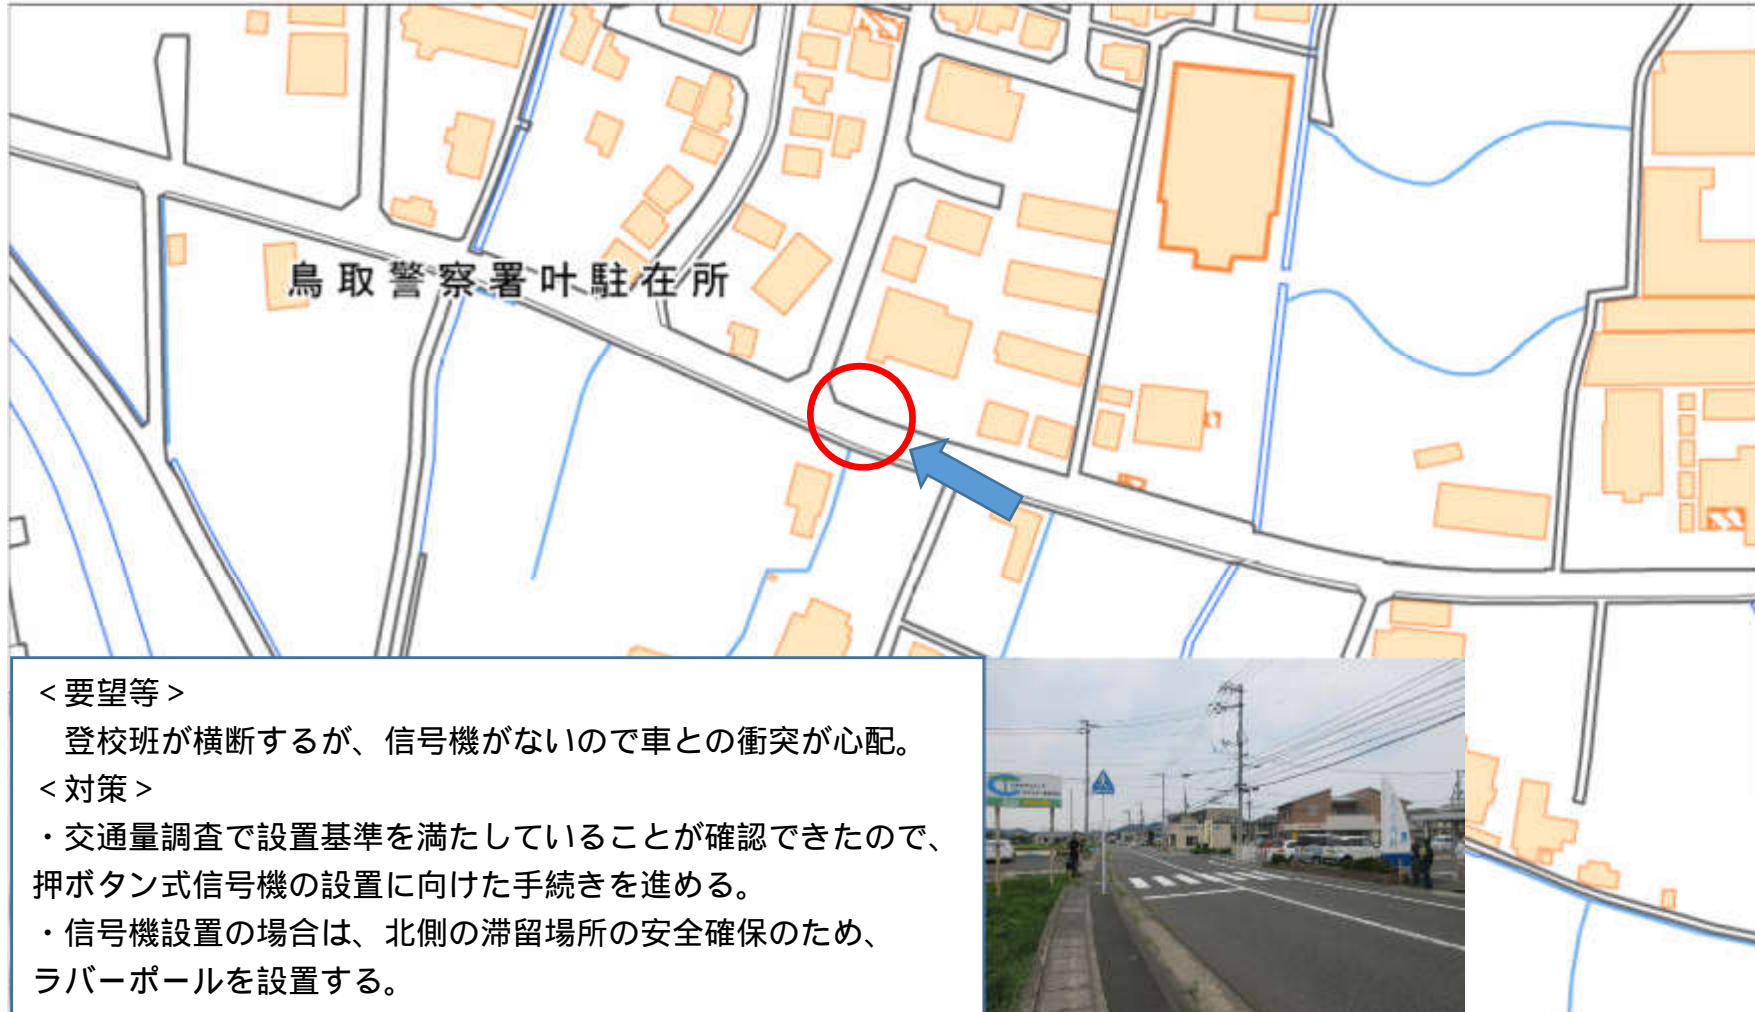 鳥取警察署叶駐在所
＜要望等＞
登校班が横断するが、信号機がないので車との衝突が心配。
＜対策＞
・交通量調査で設置基準を満たしていることが確認できたので、
押ボタン式信号機の設置に向けた手続きを進める。
・信号機設置の場合は、北側の滞留場所の安全確保のため、
ラバーポールを設置する。